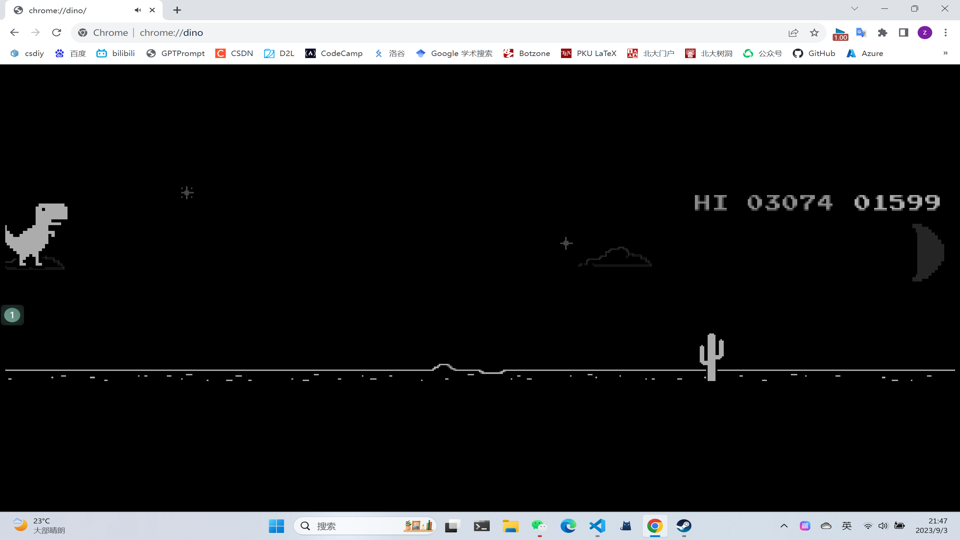 chrome://dino/
Chrome | chrome://dino
1.00
z
csdiy 百度 bilibili GPTPrompt CSDN D2L CodeCamp 洛谷 Google 学术搜索 Botzone PKU LaTeX 北大门户 北大树洞 公众号 GitHub Azure »
HI 03074 01599
1
23°C
大部晴朗
搜索
英
21:47
2023/9/3